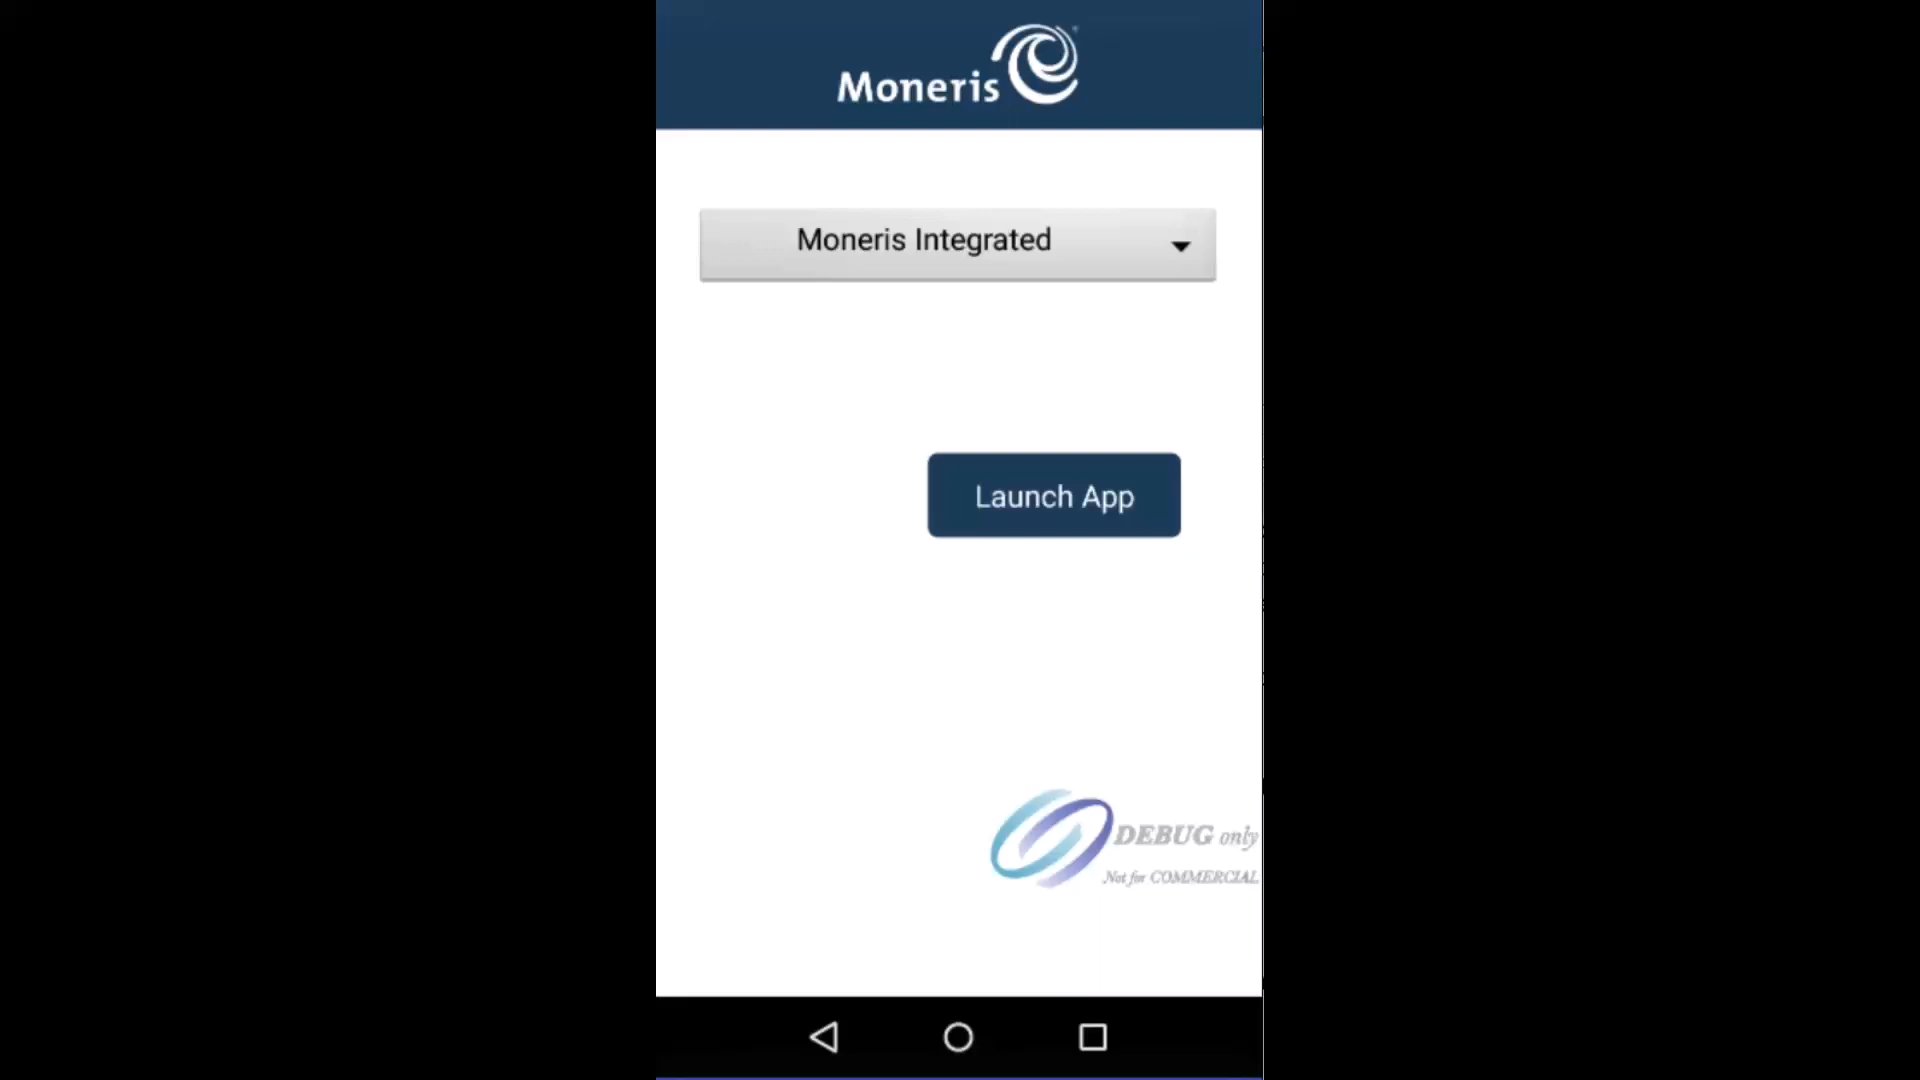 Moneris
Moneris Integrated
Launch App
DEBUG only
Not for COMMERCIAL